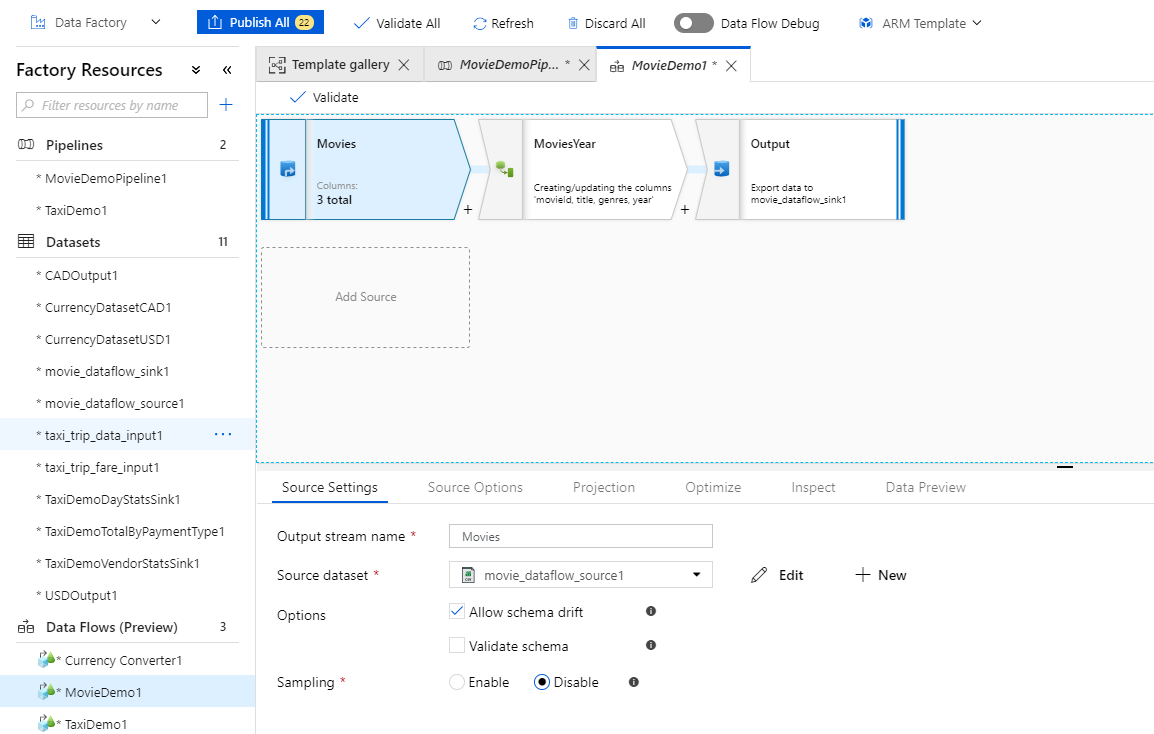 Data Factory
Publish All 22
Validate All
Refresh
Discard All
Data Flow Debug
ARM Template
Factory Resources
Filter resources by name
Pipelines 2
* MovieDemoPipeline1
* TaxiDemo1
Datasets 11
* CADOutput1
* CurrencyDatasetCAD1
* CurrencyDatasetUSD1
* movie_dataflow_sink1
* movie_dataflow_source1
* taxi_trip_data_input1
* taxi_trip_fare_input1
* TaxiDemoDayStatsSink1
* TaxiDemoTotalByPaymentType1
* TaxiDemoVendorStatsSink1
* USDOutput1
Data Flows (Preview) 3
* Currency Converter1
* MovieDemo1
* TaxiDemo1
Template gallery
MovieDemoPip... *
MovieDemo1 *
Validate
Movies
Columns:
3 total
+
MoviesYear
Creating/updating the columns
'movieId, title, genres, year'
+
Output
Export data to
movie_dataflow_sink1
Add Source
Source Settings
Source Options
Projection
Optimize
Inspect
Data Preview
Output stream name * Movies
Source dataset * movie_dataflow_source1 Edit New
Options Allow schema drift
Validate schema
Sampling * Enable Disable